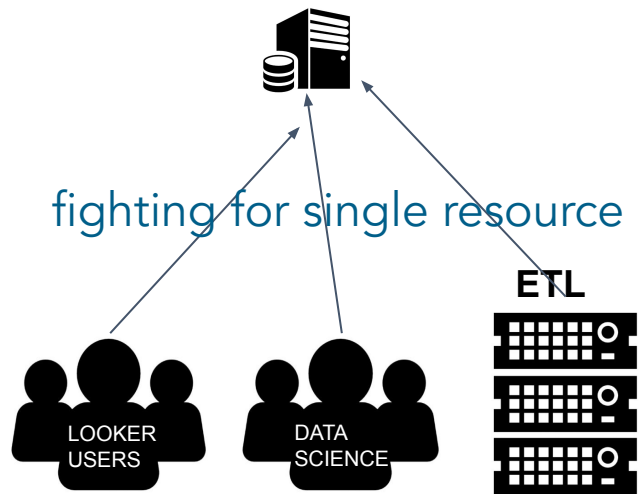 fighting for single resource
ETL
LOOKER
USERS
DATA
SCIENCE